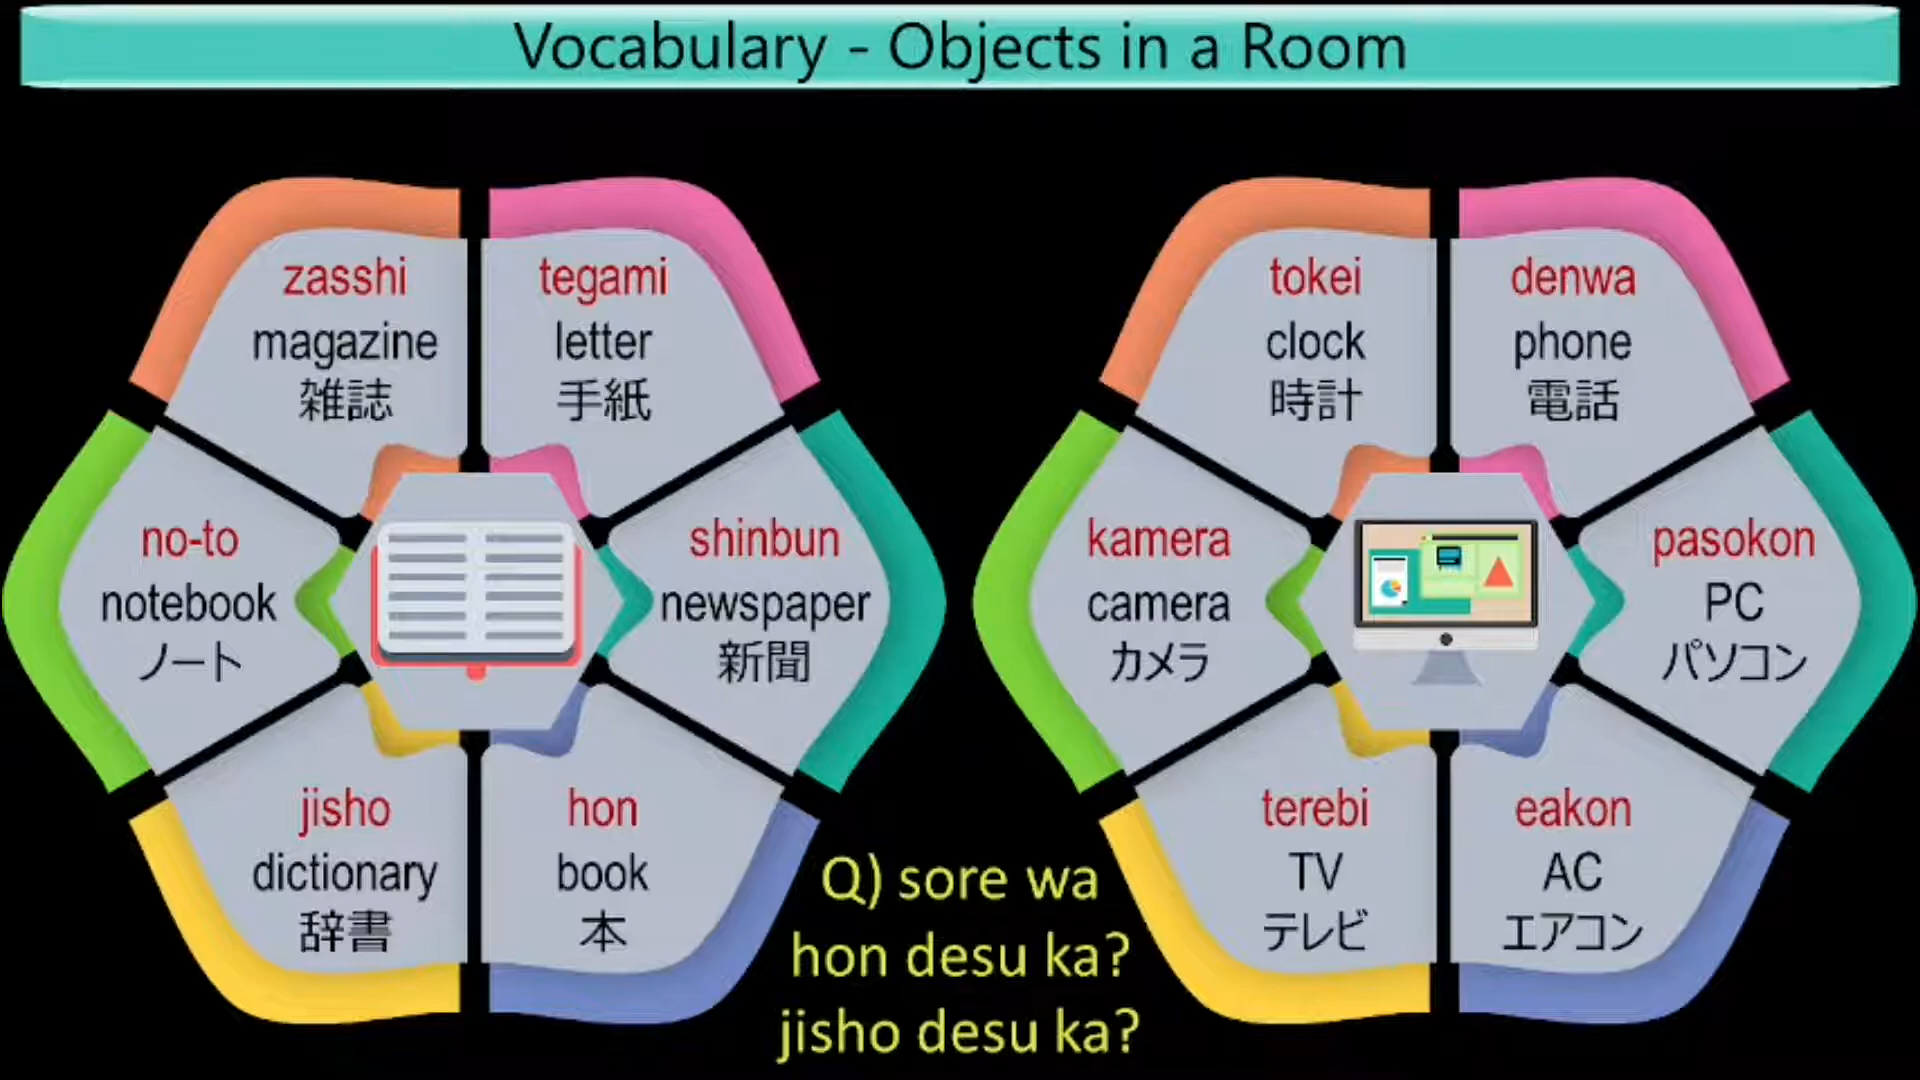 Vocabulary - Objects in a Room
zasshi
magazine
雑誌
tegami
letter
手紙
no-to
notebook
ノート
shinbun
newspaper
新聞
jisho
dictionary
辞書
hon
book
本
tokei
clock
時計
denwa
phone
電話
kamera
camera
カメラ
pasokon
PC
パソコン
terebi
TV
テレビ
eakon
AC
エアコン
Q) sore wa
hon desu ka?
jisho desu ka?